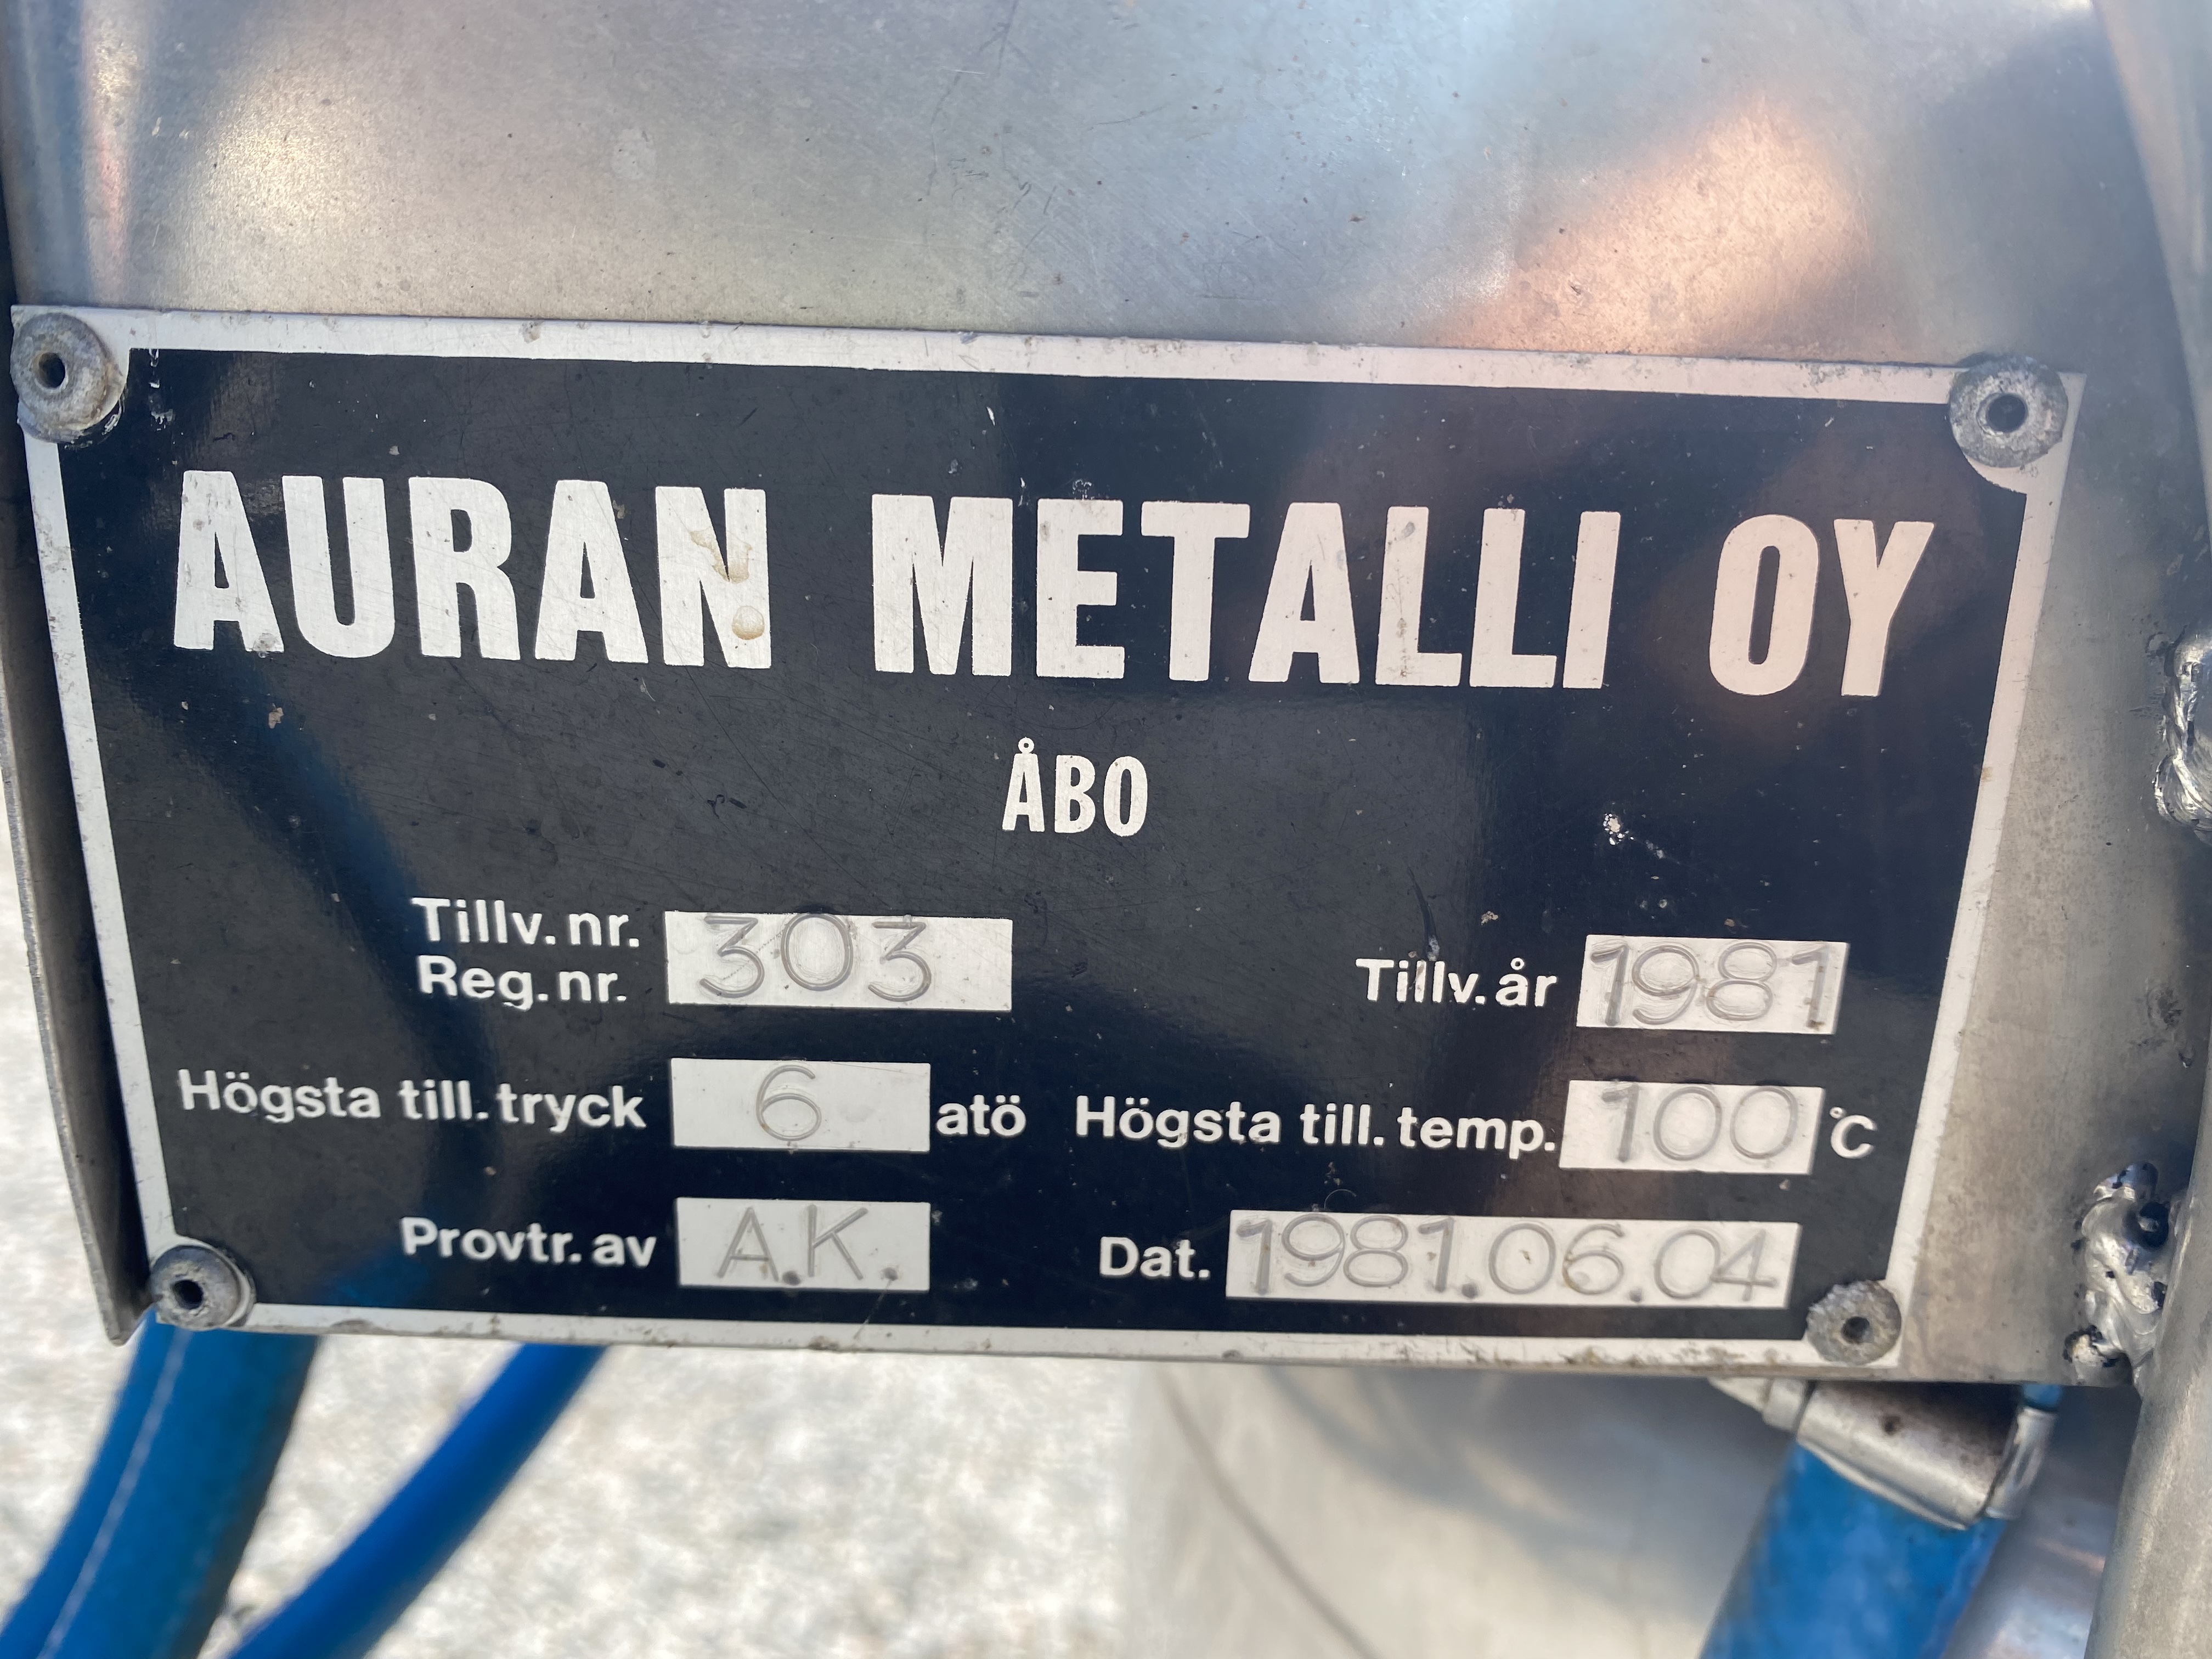 AURAN METALLI OY
ÅBO
Tillv. nr.
Reg. nr. 303 Tillv. år 1981
Högsta till. tryck 6 atö Högsta till. temp. 100 °C
Provtr. av A.K. Dat. 1981.06.04